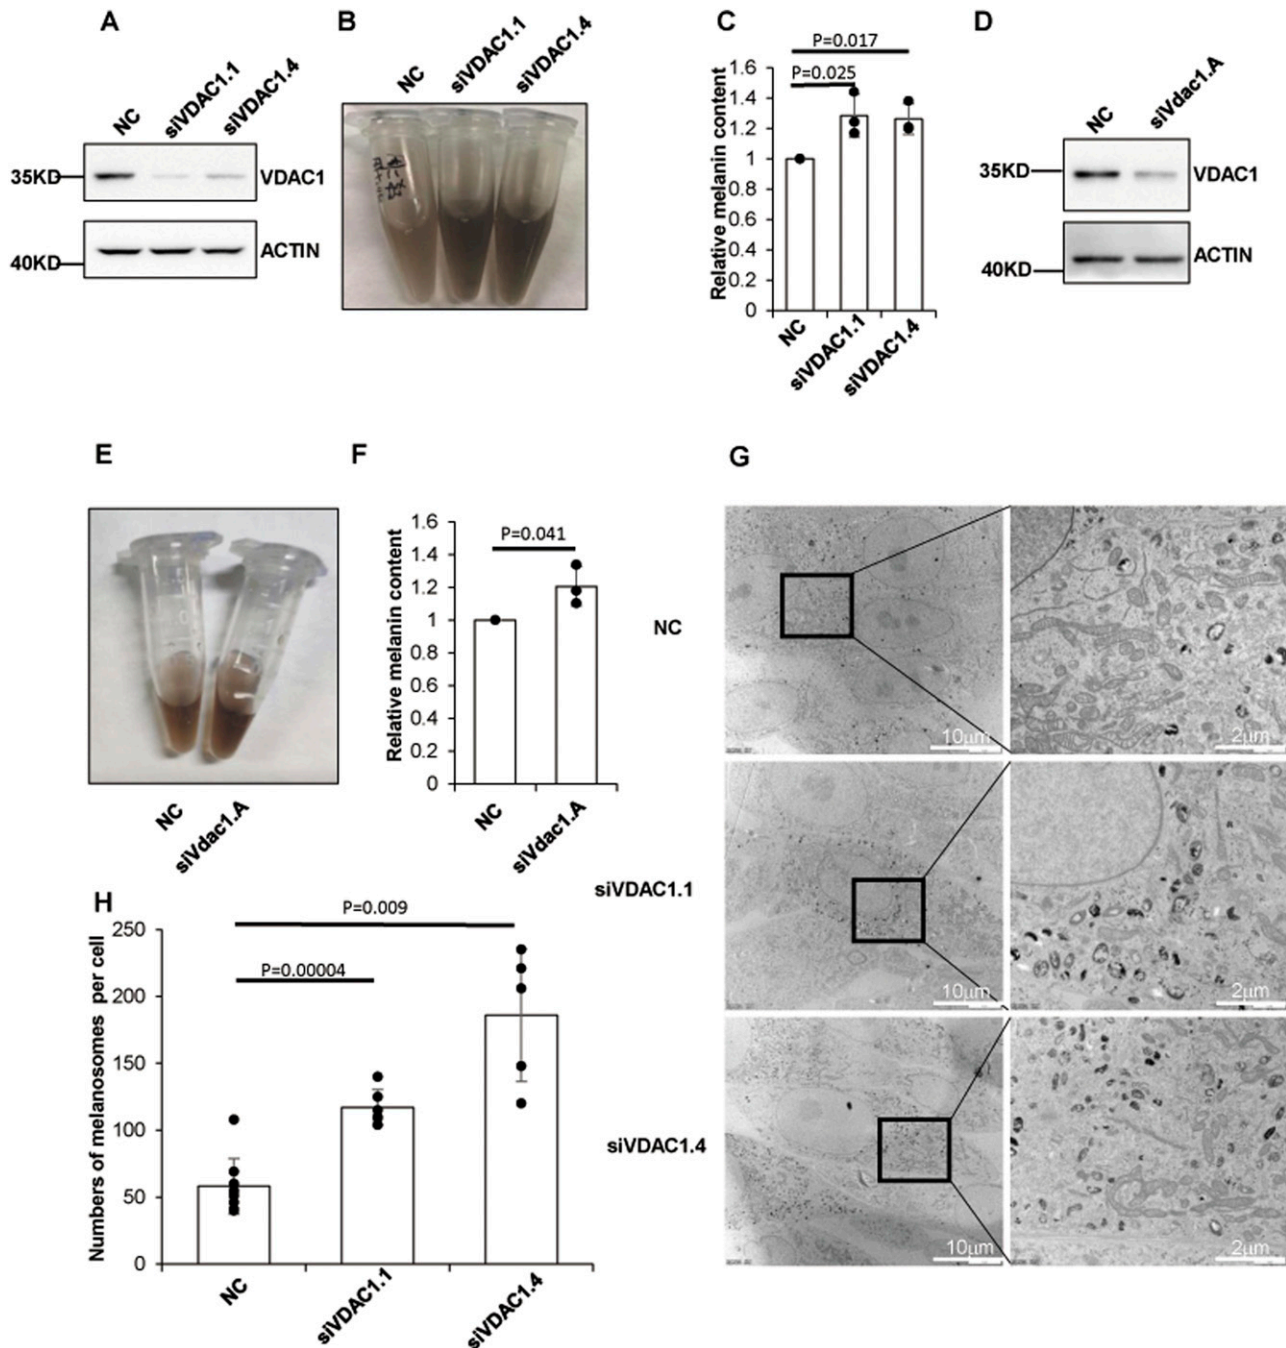 A
NC
siVDAC1.1
siVDAC1.4
35KD
VDAC1
40KD
ACTIN
B
NC
siVDAC1.1
siVDAC1.4
C
P=0.017
P=0.025
Relative melanin content
1.6
1.4
1.2
1
0.8
0.6
0.4
0.2
0
NC
siVDAC1.1
siVDAC1.4
D
NC
siVdac1.A
35KD
VDAC1
40KD
ACTIN
E
NC
siVdac1.A
F
P=0.041
Relative melanin content
1.6
1.4
1.2
1
0.8
0.6
0.4
0.2
0
NC
siVdac1.A
G
NC
10μm
2μm
siVDAC1.1
10μm
2μm
siVDAC1.4
10μm
2μm
H
P=0.009
P=0.00004
Numbers of melanosomes per cell
250
200
150
100
50
0
NC
siVDAC1.1
siVDAC1.4